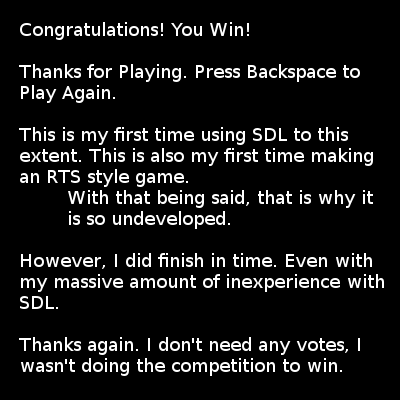 Congratulations! You Win!
Thanks for Playing. Press Backspace to
Play Again.
This is my first time using SDL to this
extent. This is also my first time making
an RTS style game.
With that being said, that is why it
is so undeveloped.
However, I did finish in time. Even with
my massive amount of inexperience with
SDL.
Thanks again. I don't need any votes, I
wasn't doing the competition to win.